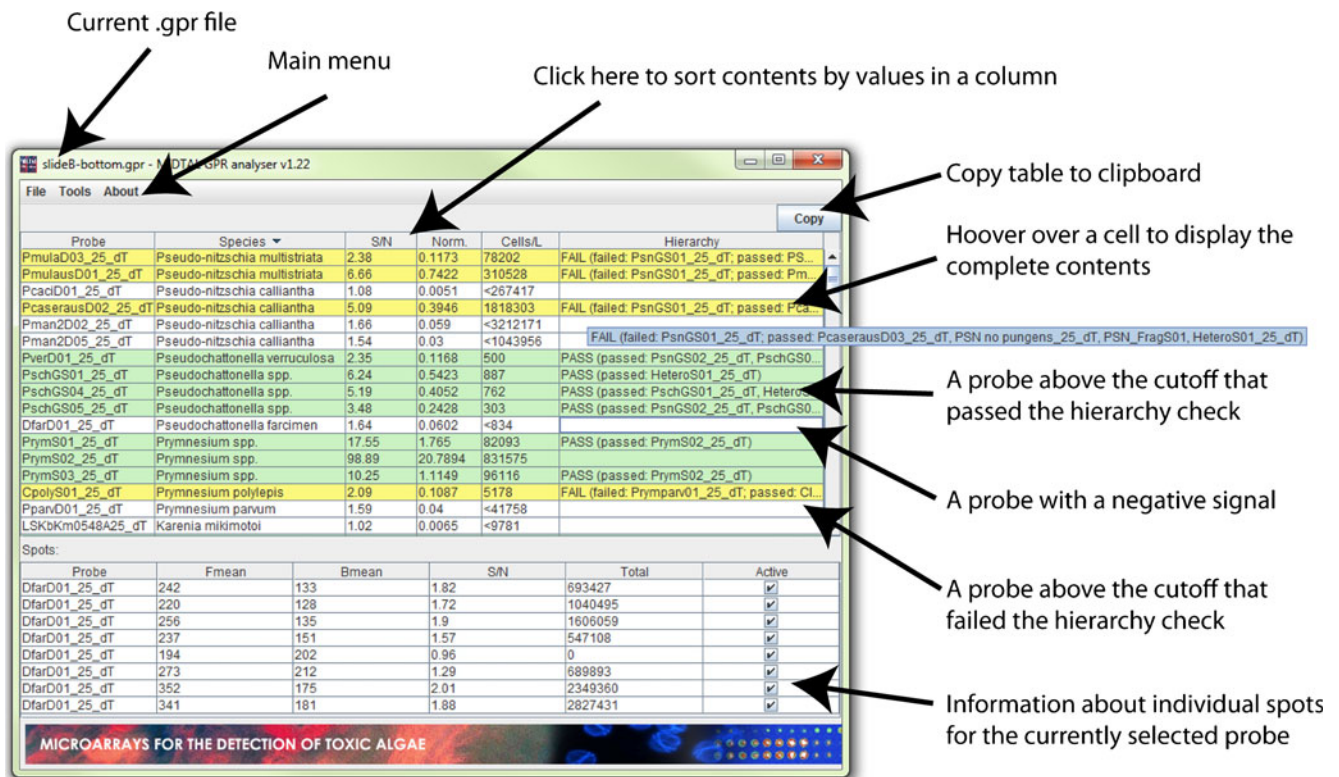 Current .gpr file
Main menu
Click here to sort contents by values in a column
slideB-bottom.gpr - MIDTAL GPR analyser v1.22
File Tools About
Copy
Copy table to clipboard
Hoover over a cell to display the
complete contents
Probe Species S/N Norm. Cells/L Hierarchy
PmulaD03_25_dT Pseudo-nitzschia multistriata 2.38 0.1173 78202 FAIL (failed: PsnGS01_25_dT; passed: PS...
PmulausD01_25_dT Pseudo-nitzschia multistriata 6.66 0.7422 310528 FAIL (failed: PsnGS01_25_dT; passed: Pm...
PcaciD01_25_dT Pseudo-nitzschia calliantha 1.08 0.0051 <267417
PcaserausD02_25_dT Pseudo-nitzschia calliantha 5.09 0.3946 1818303 FAIL (failed: PsnGS01_25_dT; passed: Pca...
Pman2D02_25_dT Pseudo-nitzschia calliantha 1.66 0.059 <3212171
Pman2D05_25_dT Pseudo-nitzschia calliantha 1.54 0.03 <1043956
FAIL (failed: PsnGS01_25_dT; passed: PcaserausD03_25_dT, PSN no pungens_25_dT, PSN_FragS01, HeteroS01_25_dT)
PverD01_25_dT Pseudochattonella verruculosa 2.35 0.1168 500 PASS (passed: PsnGS02_25_dT, PschGS0...
PschGS01_25_dT Pseudochattonella spp. 6.24 0.5423 887 PASS (passed: HeteroS01_25_dT)
PschGS04_25_dT Pseudochattonella spp. 5.19 0.4052 762 PASS (passed: PschGS01_25_dT, HeteroS...
PschGS05_25_dT Pseudochattonella spp. 3.48 0.2428 303 PASS (passed: PsnGS02_25_dT, PschGS0...
DfarD01_25_dT Pseudochattonella farcimen 1.64 0.0602 <834
PrymS01_25_dT Prymnesium spp. 17.55 1.765 82093 PASS (passed: PrymS02_25_dT)
PrymS02_25_dT Prymnesium spp. 98.89 20.7894 831575
PrymS03_25_dT Prymnesium spp. 10.25 1.1149 96116 PASS (passed: PrymS02_25_dT)
CpolyS01_25_dT Prymnesium polylepis 2.09 0.1087 5178 FAIL (failed: Prymparv01_25_dT; passed: Cl...
PparvD01_25_dT Prymnesium parvum 1.59 0.04 <41758
LSKbKm0548A25_dT Karenia mikimotoi 1.02 0.0065 <9781
A probe above the cutoff that
passed the hierarchy check
A probe with a negative signal
A probe above the cutoff that
failed the hierarchy check
Spots:
Probe Fmean Bmean S/N Total Active
DfarD01_25_dT 242 133 1.82 693427
DfarD01_25_dT 220 128 1.72 1040495
DfarD01_25_dT 256 135 1.9 1606059
DfarD01_25_dT 237 151 1.57 547108
DfarD01_25_dT 194 202 0.96 0
DfarD01_25_dT 273 212 1.29 689893
DfarD01_25_dT 352 175 2.01 2349360
DfarD01_25_dT 341 181 1.88 2827431
Information about individual spots
for the currently selected probe
MICROARRAYS FOR THE DETECTION OF TOXIC ALGAE